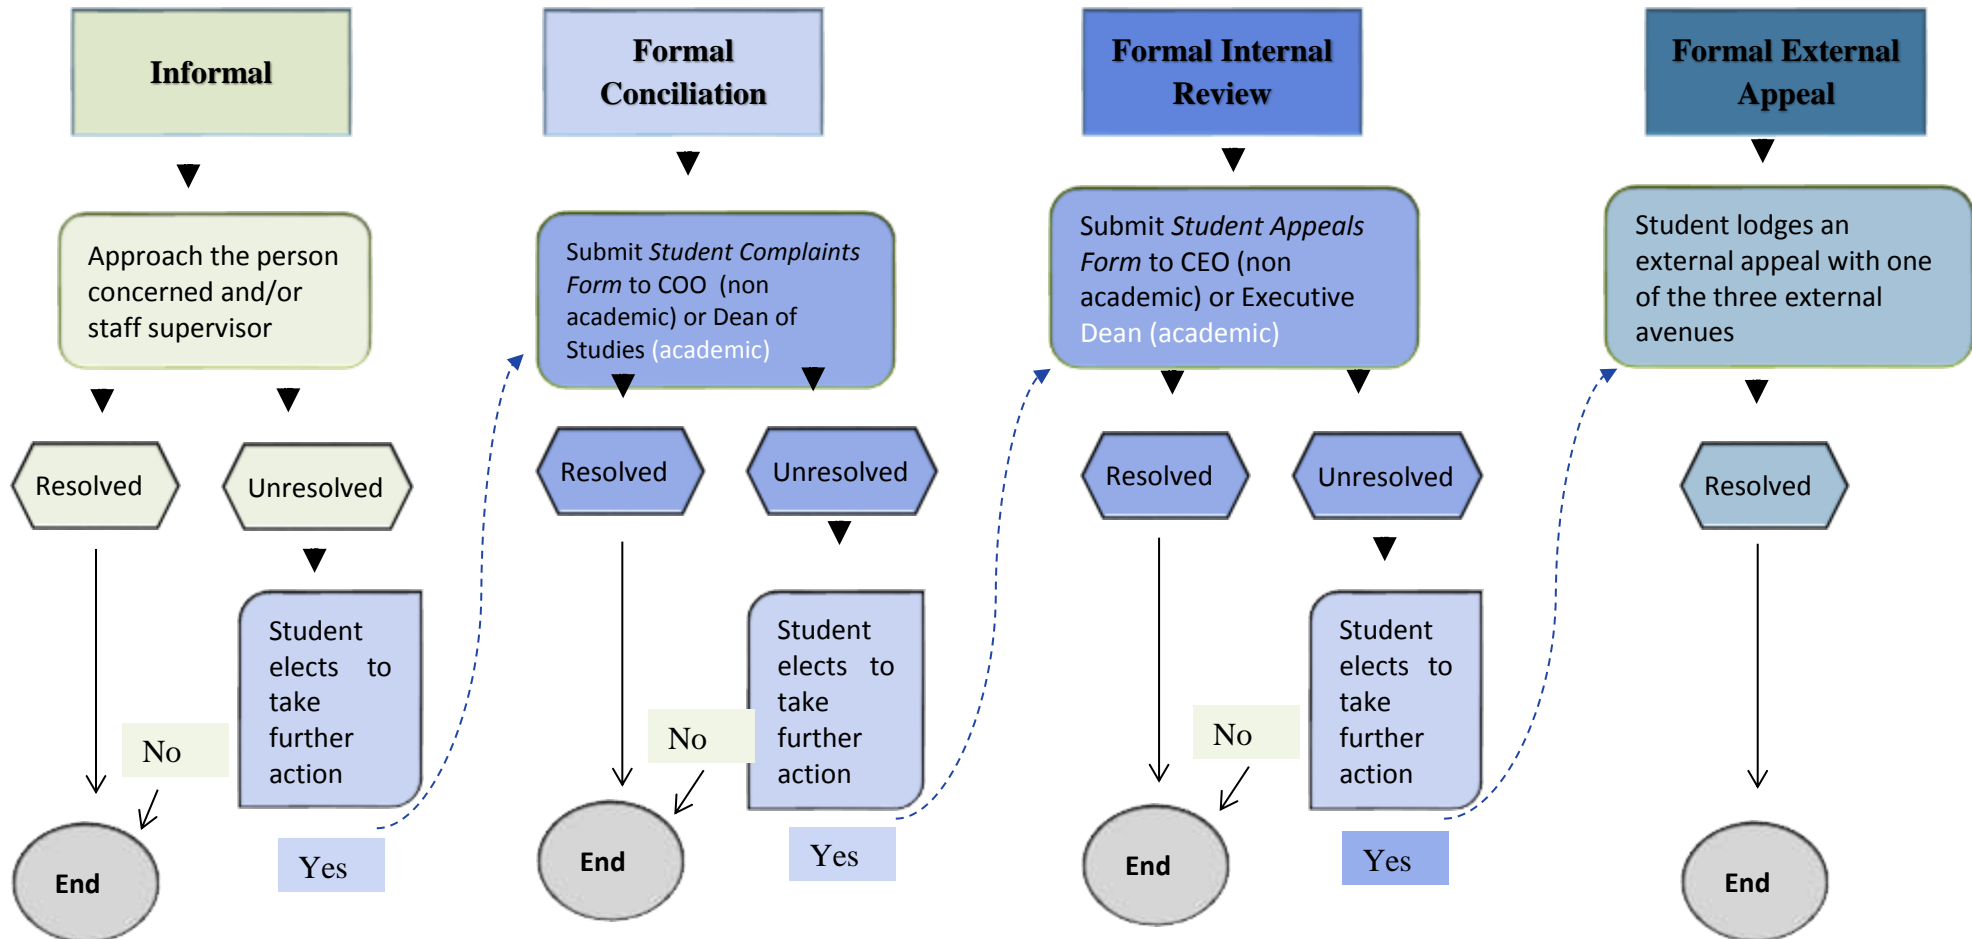 Informal
Approach the person
concerned and/or
staff supervisor
Resolved
Unresolved
Student
elects to
take
further
action
No
Yes
End
Formal
Conciliation
Submit Student Complaints
Form to COO (non
academic) or Dean of
Studies (academic)
Resolved
Unresolved
Student
elects to
take
further
action
No
Yes
End
Formal Internal
Review
Submit Student Appeals
Form to CEO (non
academic) or Executive
Dean (academic)
Resolved
Unresolved
Student
elects to
take
further
action
No
Yes
End
Formal External
Appeal
Student lodges an
external appeal with one
of the three external
avenues
Resolved
End